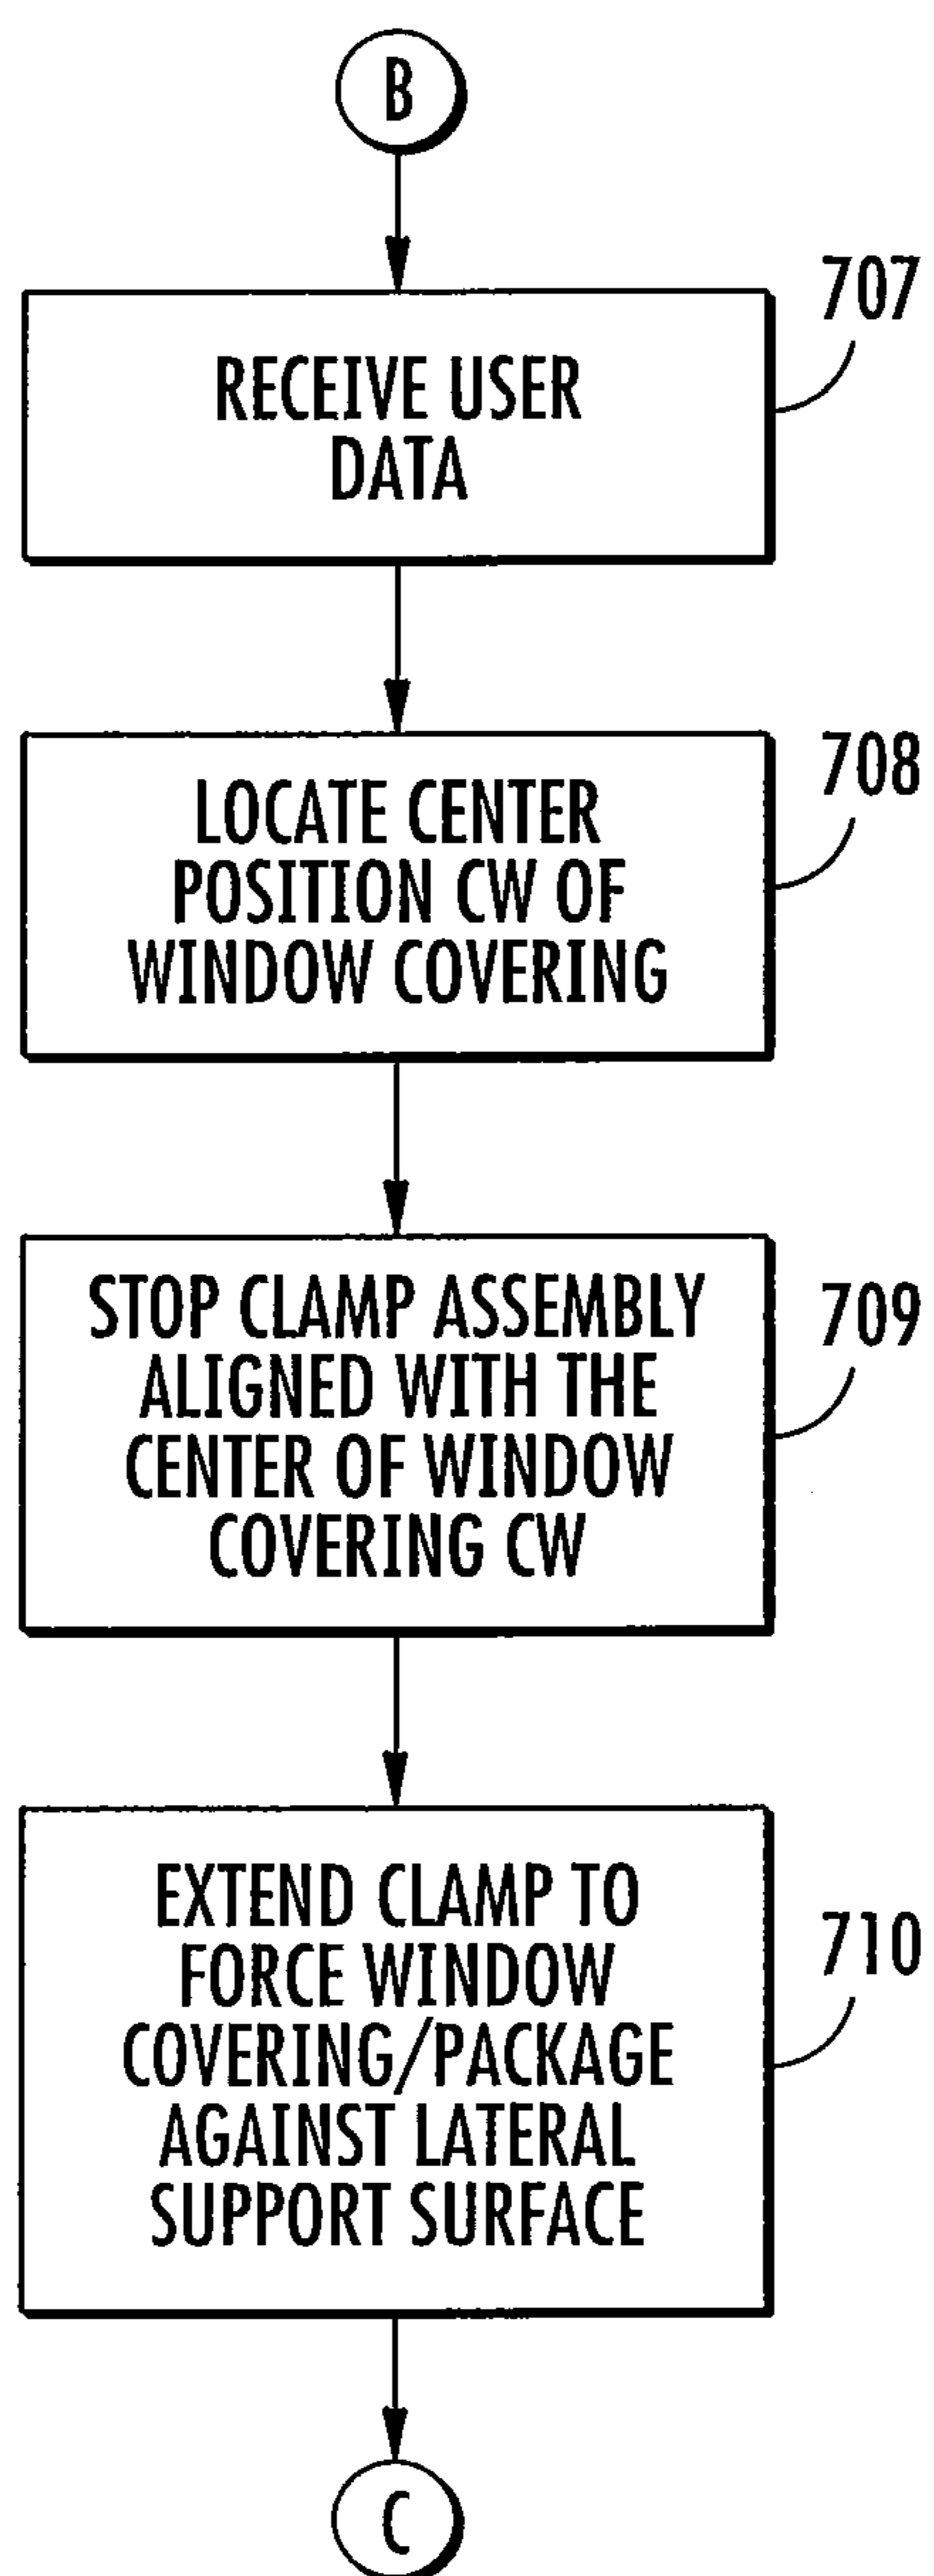 B
707
RECEIVE USER
DATA
708
LOCATE CENTER
POSITION CW OF
WINDOW COVERING
709
STOP CLAMP ASSEMBLY
ALIGNED WITH THE
CENTER OF WINDOW
COVERING CW
710
EXTEND CLAMP TO
FORCE WINDOW
COVERING/PACKAGE
AGAINST LATERAL
SUPPORT SURFACE
C